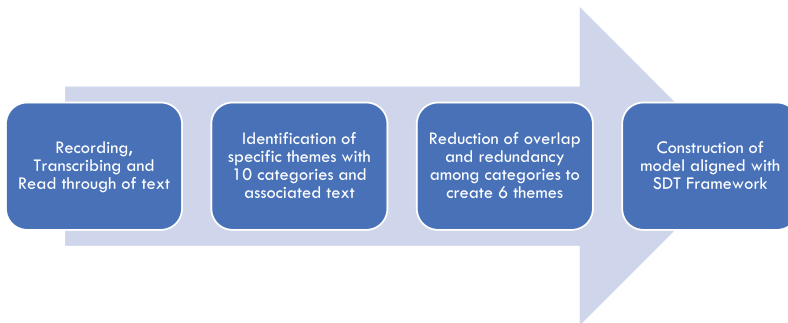 Recording,
Transcribing and
Read through of text
Identification of
specific themes with
10 categories and
associated text
Reduction of overlap
and redundancy
among categories to
create 6 themes
Construction of
model aligned with
SDT Framework